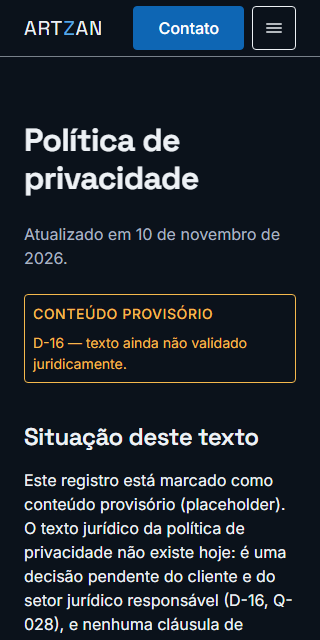 ARTZAN
Contato
Política de
privacidade
Atualizado em 10 de novembro de
2026.
CONTEÚDO PROVISÓRIO
D-16 — texto ainda não validado
juridicamente.
Situação deste texto
Este registro está marcado como
conteúdo provisório (placeholder).
O texto jurídico da política de
privacidade não existe hoje: é uma
decisão pendente do cliente e do
setor jurídico responsável (D-16, Q-
028), e nenhuma cláusula de